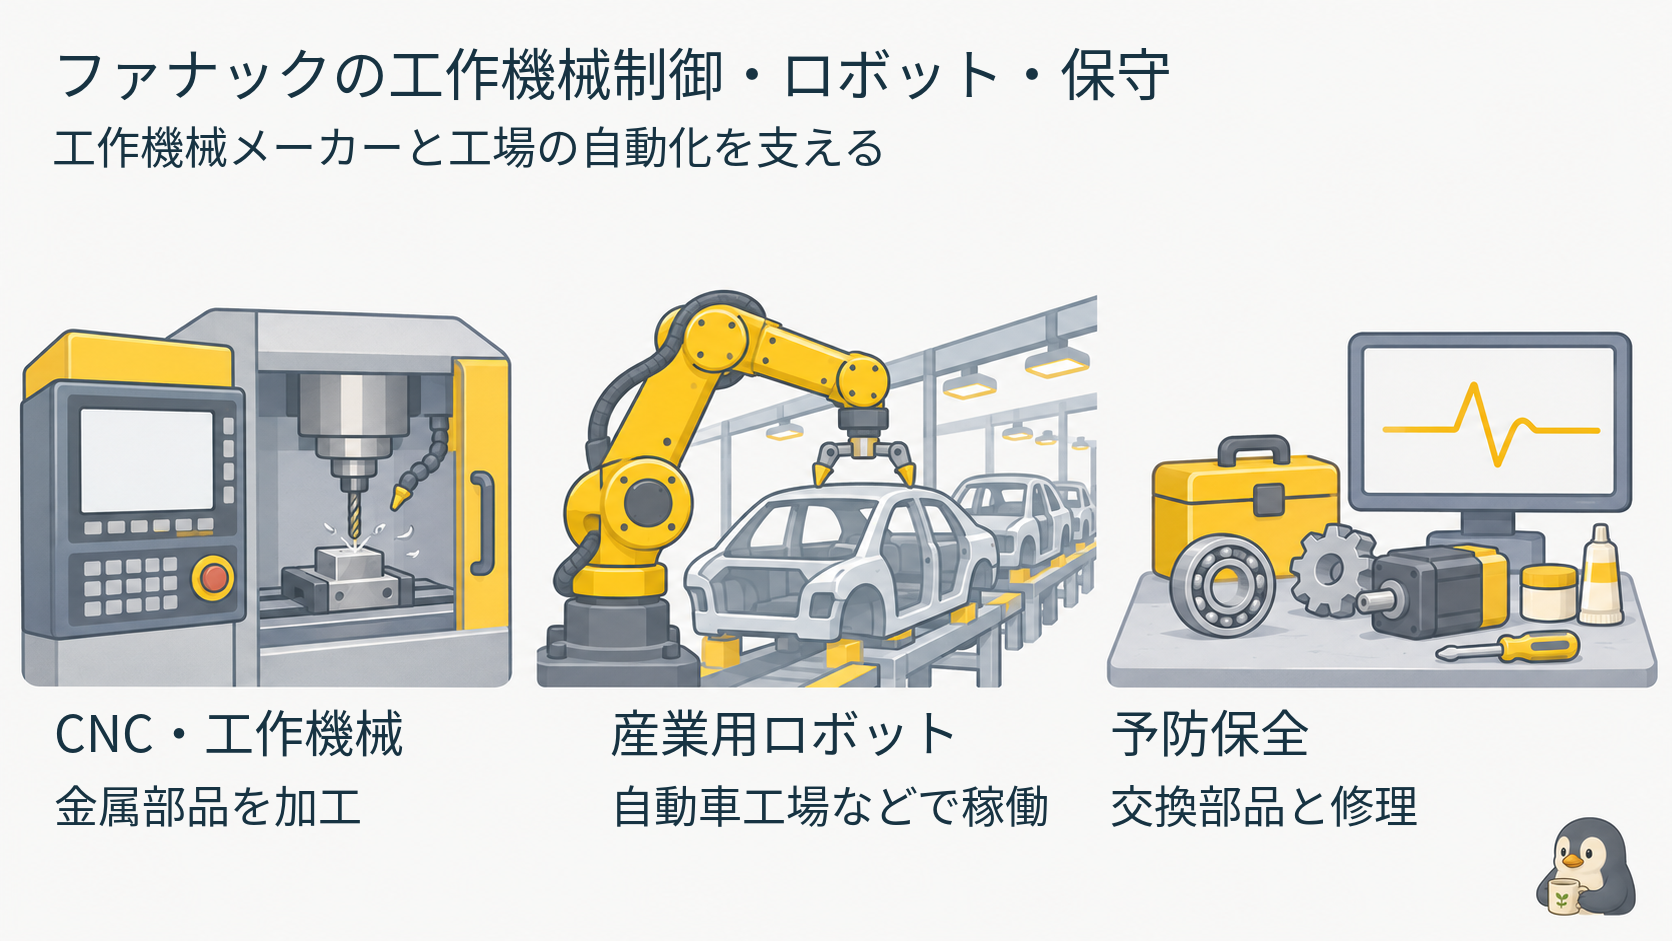 ファナックの工作機械制御・ロボット・保守
工作機械メーカーと工場の自動化を支える
CNC・工作機械
金属部品を加工
産業用ロボット
自動車工場などで稼働
予防保全
交換部品と修理